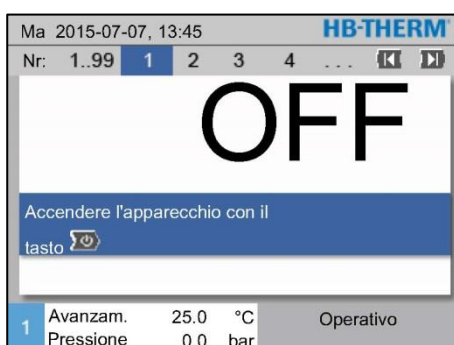 Ma 2015-07-07, 13:45 HB-THERM
Nr: 1..99 1 2 3 4 ...
OFF
Accendere l'apparecchio con il
tasto
1 Avanzam. 25.0 °C Operativo
Pressione 0.0 bar